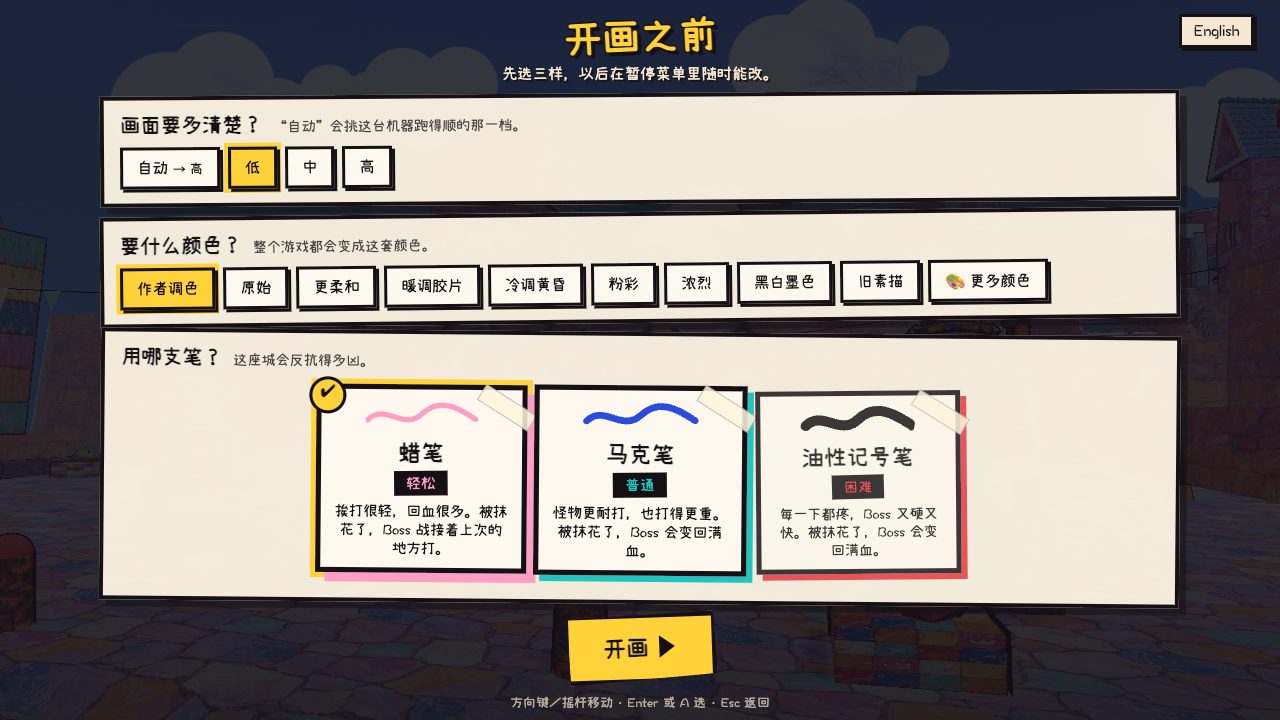 开画之前
English
先选三样，以后在暂停菜单里随时能改。
画面要多清楚？ “自动”会挑这台机器跑得顺的那一档。
自动 → 高 低 中 高
要什么颜色？ 整个游戏都会变成这套颜色。
作者调色 原始 更柔和 暖调胶片 冷调黄昏 粉彩 浓烈 黑白墨色 旧素描 🎨 更多颜色
用哪支笔？ 这座城会反抗得多凶。
蜡笔
轻松
挨打很轻，回血很多。被抹
花了，Boss 战接着上次的
地方打。
马克笔
普通
怪物更耐打，也打得更重。
被抹花了，Boss 会变回满
血。
油性记号笔
困难
每一下都疼，Boss 又硬又
快。被抹花了，Boss 会变
回满血。
开画 ▶
方向键／摇杆移动 · Enter 或 A 选 · Esc 返回